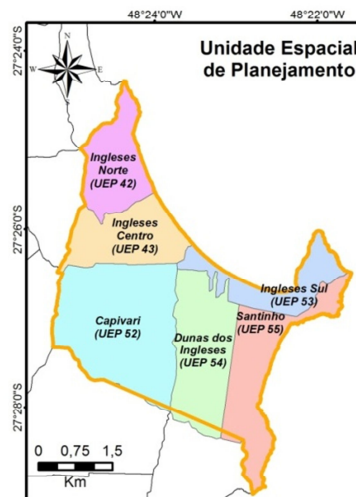 48°24'0"W
48°22'0"W
27°24'0"S
Unidade Espacial
de Planejamento
N
W
E
S
Ingleses
Norte
(UEP 42)
27°26'0"S
Ingleses
Centro
(UEP 43)
Ingleses Sul
(UEP 53)
Capivari
(UEP 52)
Dunas dos
Ingleses
(UEP 54)
Santinho
(UEP 55)
27°28'0"S
0 0,75 1,5
Km